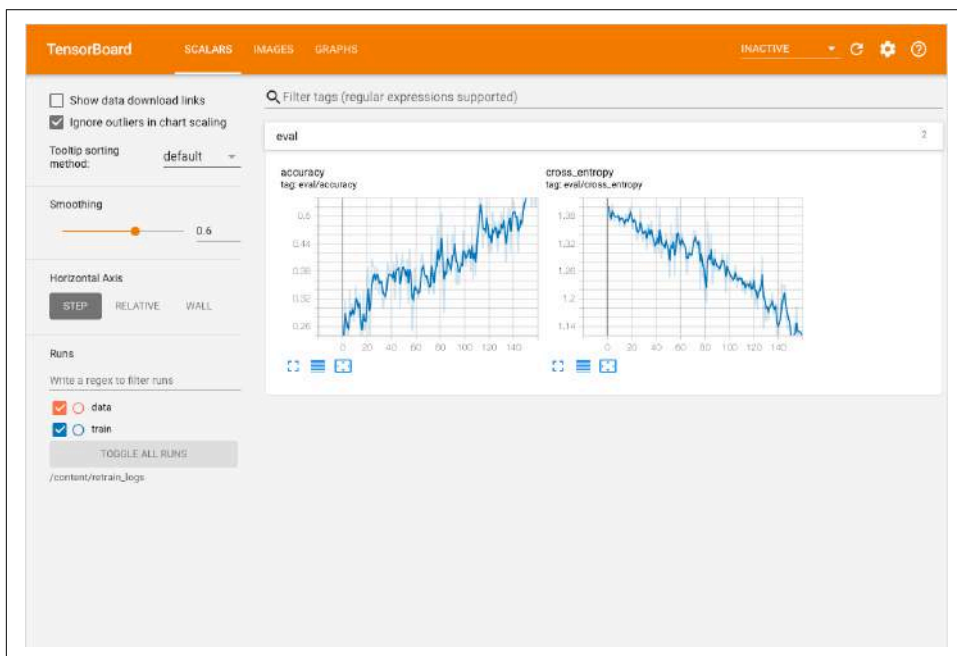 TensorBoard SCALARS IMAGES GRAPHS INACTIVE
Show data download links
Ignore outliers in chart scaling
Tooltip sorting method: default
Smoothing
0.6
Horizontal Axis
STEP RELATIVE WALL
Runs
Write a regex to filter runs
data
train
TOGGLE ALL RUNS
/content/retrain_logs
Filter tags (regular expressions supported)
eval 2
accuracy
tag: eval/accuracy
0.5
0.44
0.38
0.32
0.26
0 20 40 60 80 100 120 140
cross_entropy
tag: eval/cross_entropy
1.38
1.32
1.26
1.2
1.14
0 20 40 60 80 100 120 140